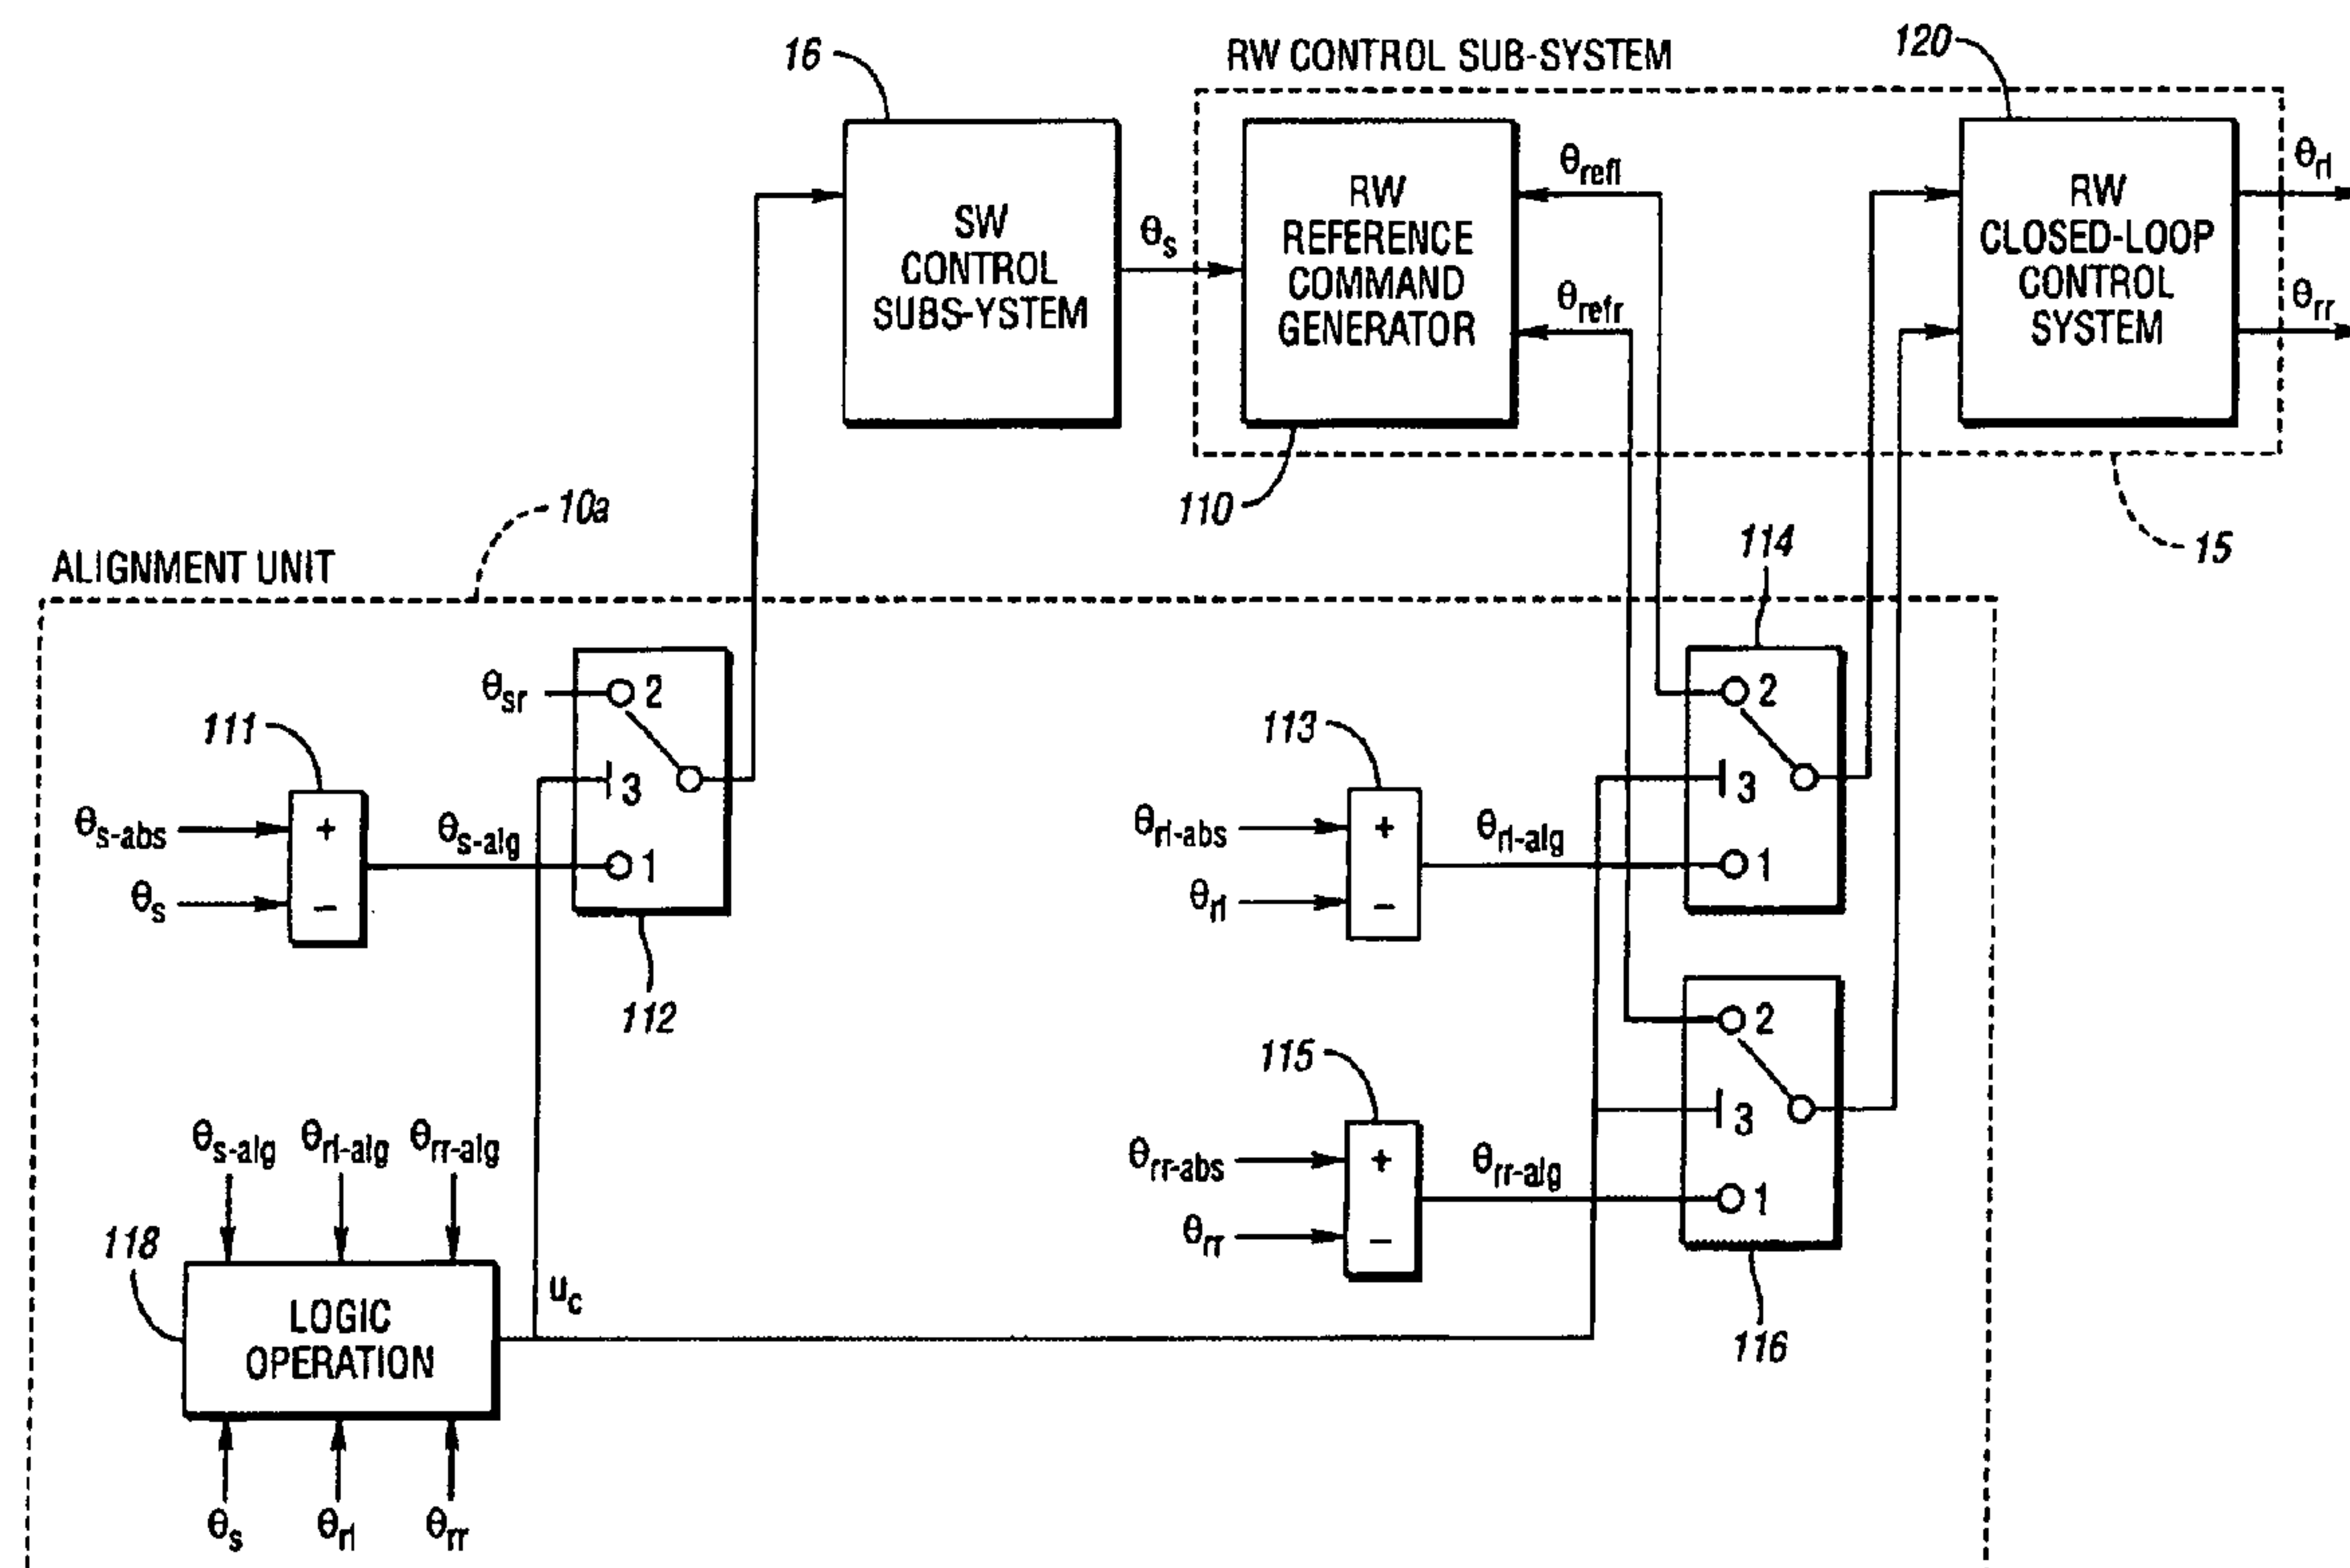 16
RW CONTROL SUB-SYSTEM
120
SW
CONTROL
SUBS-YSTEM
θs
RW
REFERENCE
COMMAND
GENERATOR
θrefl
θrefr
RW
CLOSED-LOOP
CONTROL
SYSTEM
θrl
θrr
110
15
10a
ALIGNMENT UNIT
114
θsr
2
3
1
111
θs-abs
θs
+
−
θs-alg
112
113
θrl-abs
θrl
+
−
θrl-alg
2
3
1
115
θrr-abs
θrr
+
−
θrr-alg
2
3
1
116
θs-alg
θrl-alg
θrr-alg
118
LOGIC
OPERATION
uc
θs
θrl
θrr